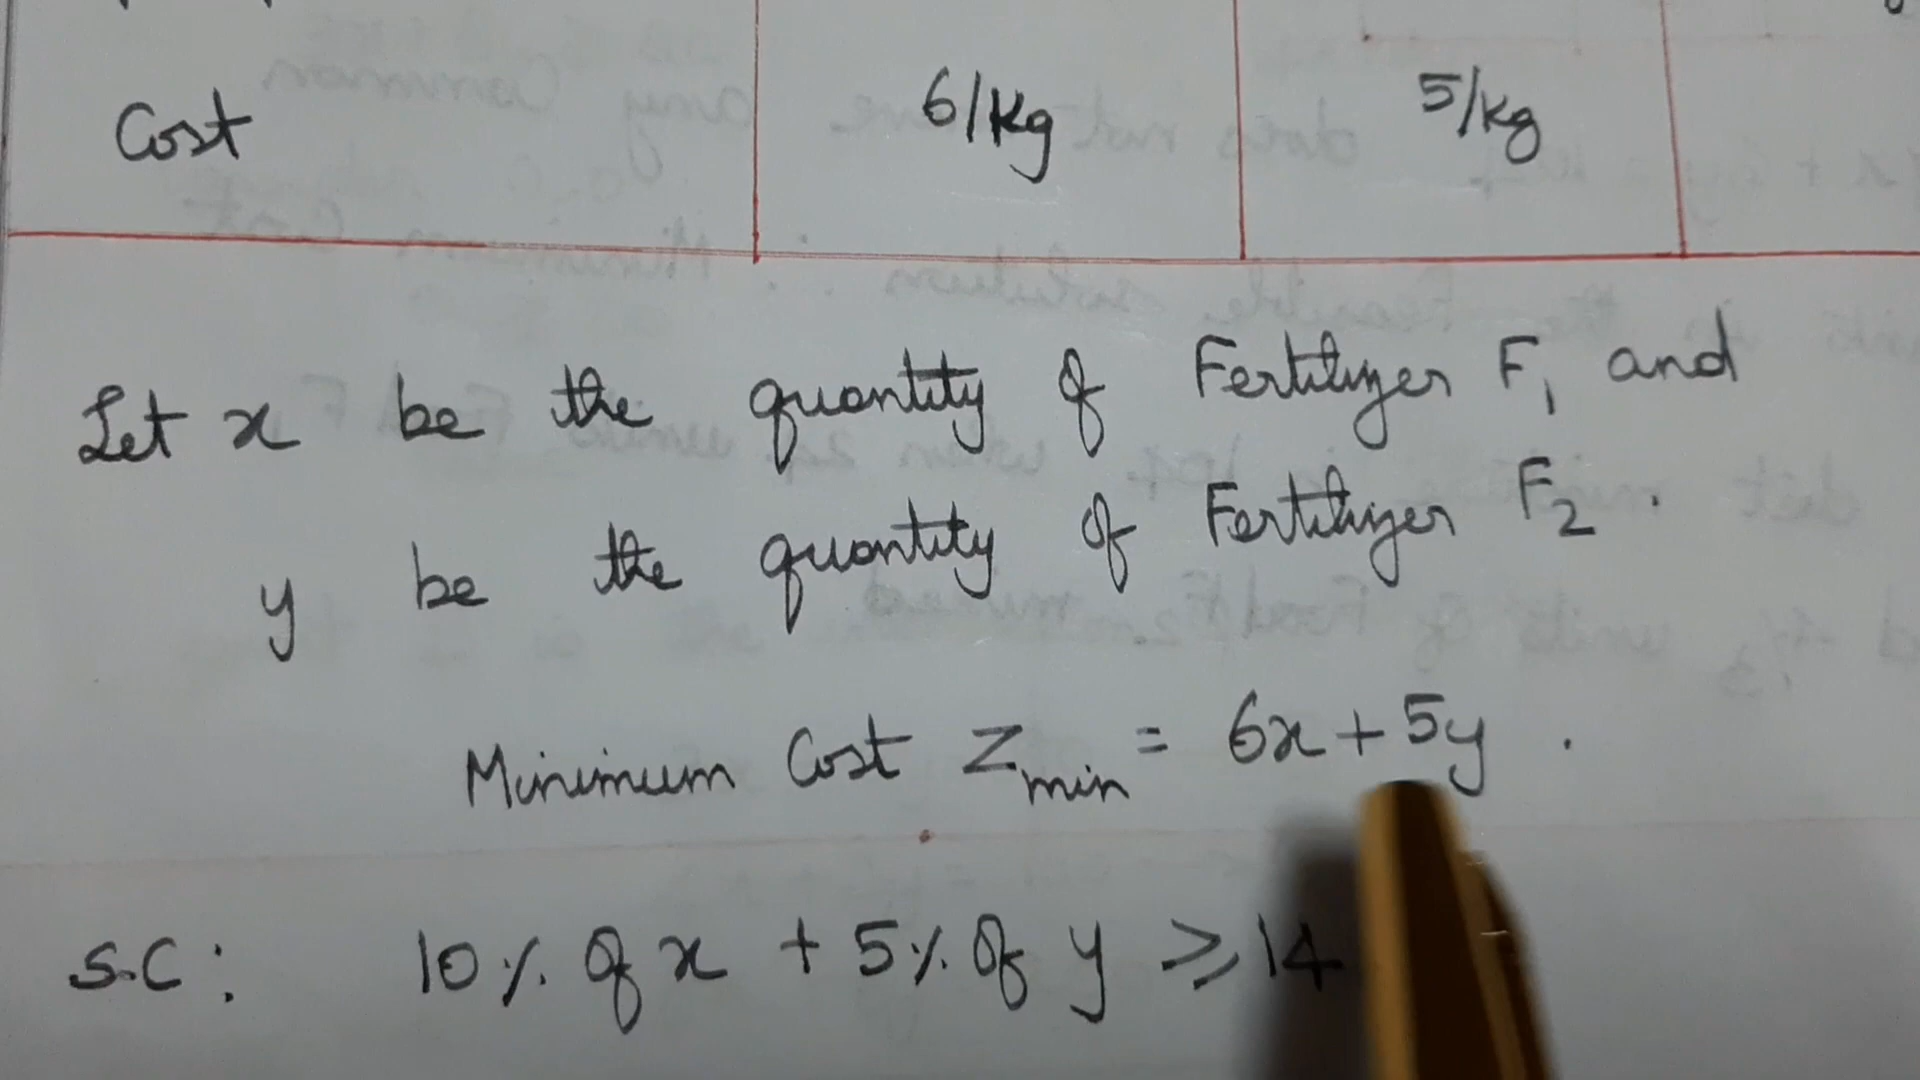 Cost 6/Kg 5/kg
Let x be the quantity of Fertilizer F₁ and
y be the quantity of Fertilizer F₂.
Minimum Cost Z min = 6x + 5y.
S.C: 10% of x + 5% of y ≥ 14